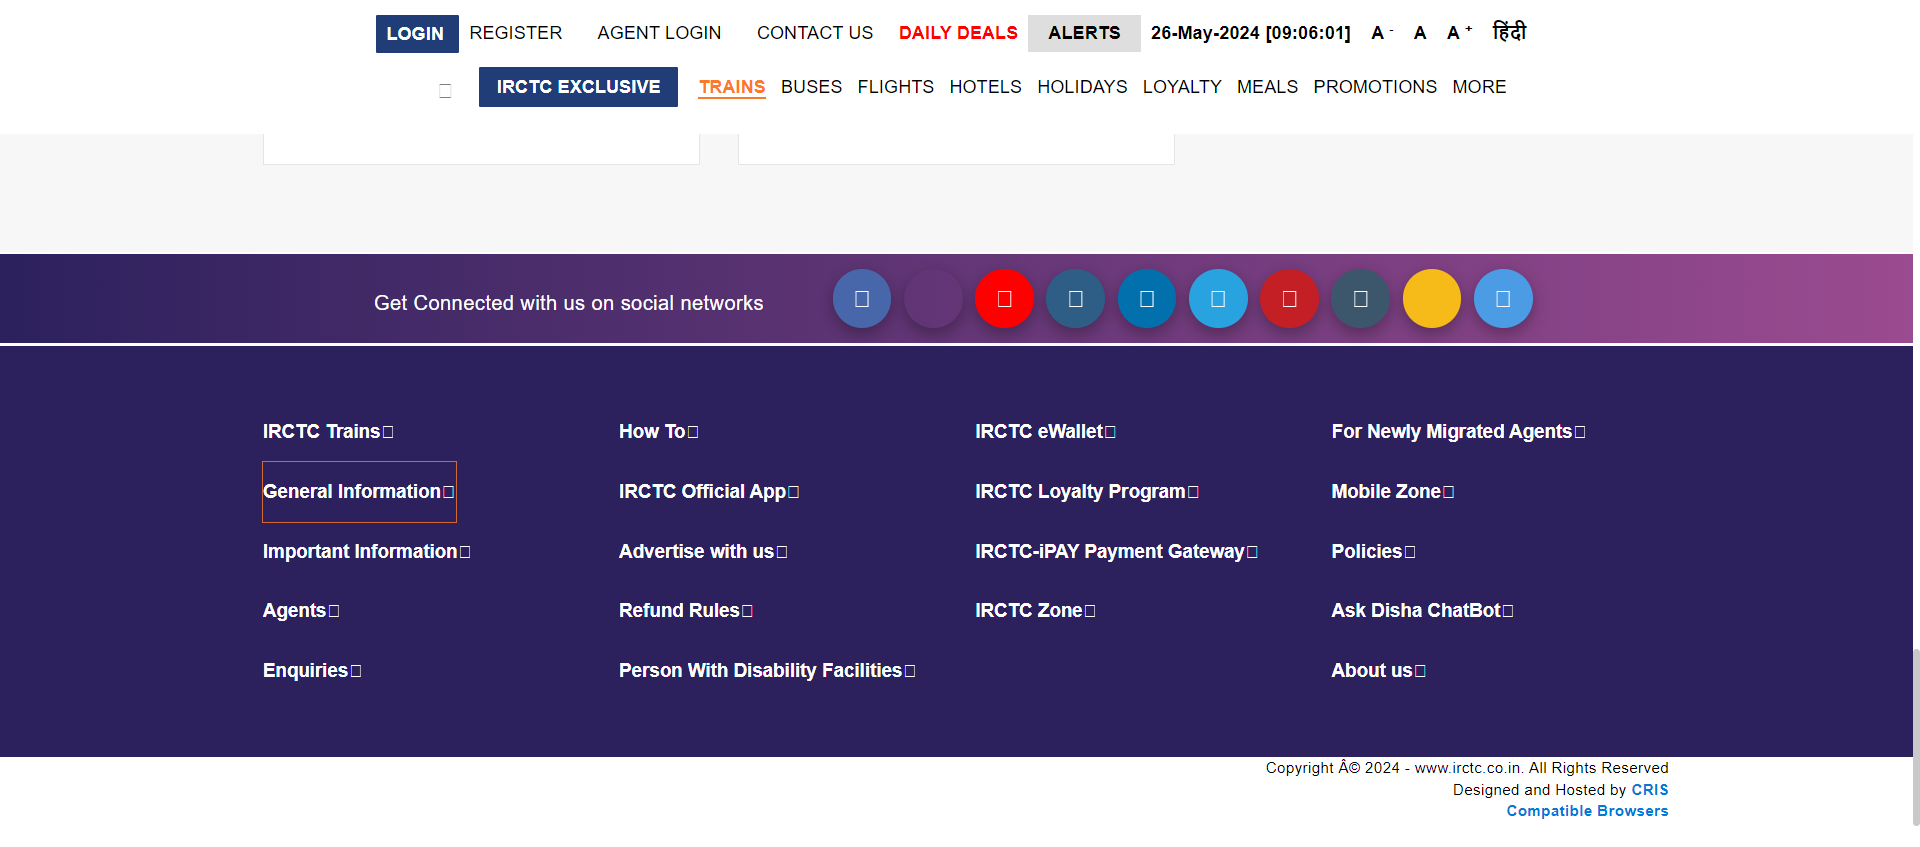 LOGIN REGISTER AGENT LOGIN CONTACT US DAILY DEALS ALERTS 26-May-2024 [09:06:01] A - A A + हिंदी
IRCTC EXCLUSIVE TRAINS BUSES FLIGHTS HOTELS HOLIDAYS LOYALTY MEALS PROMOTIONS MORE
Get Connected with us on social networks
IRCTC Trains How To IRCTC eWallet For Newly Migrated Agents
General Information IRCTC Official App IRCTC Loyalty Program Mobile Zone
Important Information Advertise with us IRCTC-iPAY Payment Gateway Policies
Agents Refund Rules IRCTC Zone Ask Disha ChatBot
Enquiries Person With Disability Facilities About us
Copyright Â© 2024 - www.irctc.co.in. All Rights Reserved
Designed and Hosted by CRIS
Compatible Browsers